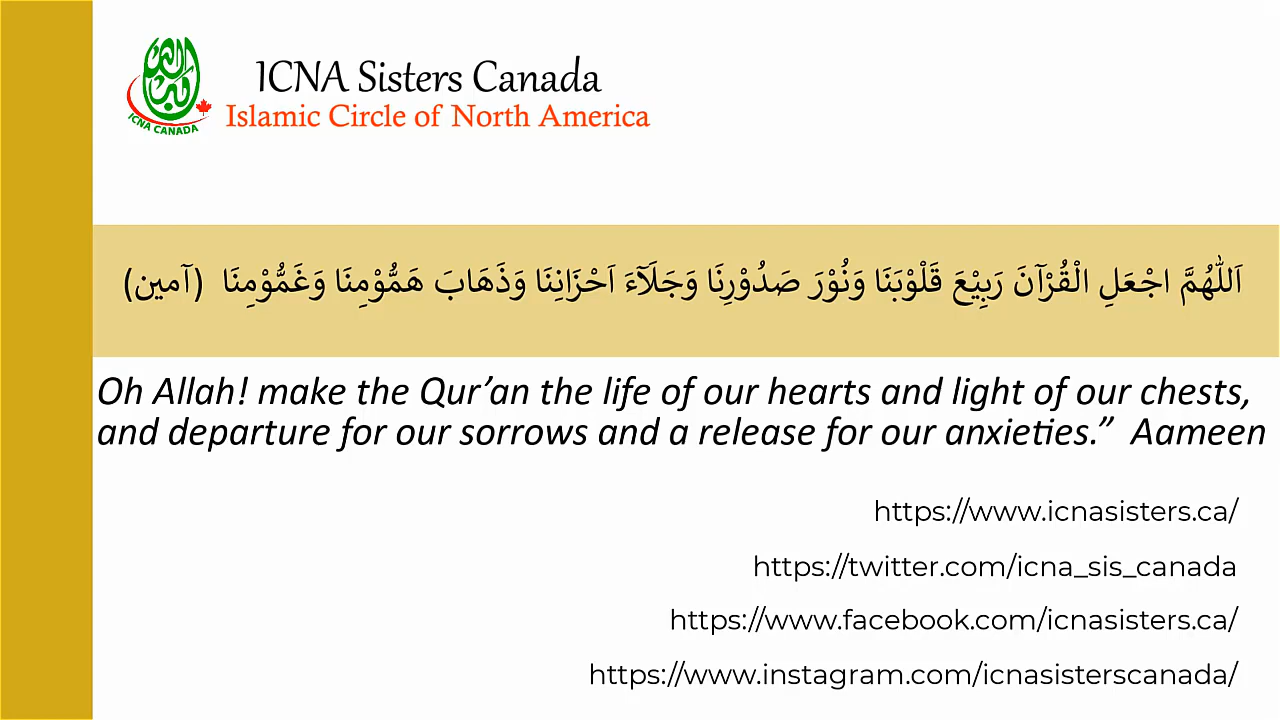 ICNA CANADA
ICNA Sisters Canada
Islamic Circle of North America
اَللّٰهُمَّ اجْعَلِ الْقُرْآنَ رَبِيْعَ قَلُوْبَنَا وَنُوْرَ صَدُوْرِنَا وَجَلَآءَ اَحْزَانِنَا وَذَهَابَ هَمُّوْمِنَا وَغَمُّوْمِنَا (آمین)
Oh Allah! make the Qur’an the life of our hearts and light of our chests,
and departure for our sorrows and a release for our anxieties.” Aameen
https://www.icnasisters.ca/
https://twitter.com/icna_sis_canada
https://www.facebook.com/icnasisters.ca/
https://www.instagram.com/icnasisterscanada/